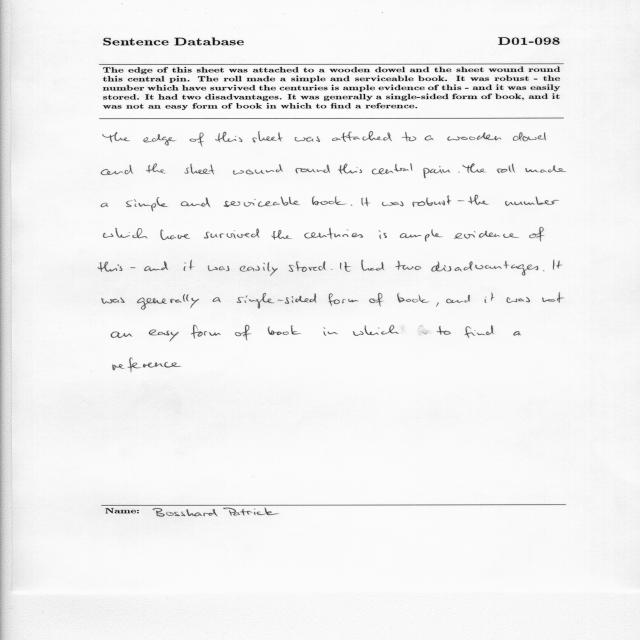 Sentence Database D01-098
The edge of this sheet was attached to a wooden dowel and the sheet wound round
this central pin. The roll made a simple and serviceable book. It was robust - the
number which have survived the centuries is ample evidence of this - and it was easily
stored. It had two disadvantages. It was generally a single-sided form of book, and it
was not an easy form of book in which to find a reference.
The edge of this sheet was attached to a wooden dowel
and the sheet wound round this central pain. The roll made
a simple and serviceable book. It was robust - the number
which have survived the centuries is ample evidence of
this - and it was easily stored. It had two disadvantages. It
was generally a single-sided form of book, and it was not
an easy form of book in which to find a
reference
Name: Bosshard Patrick